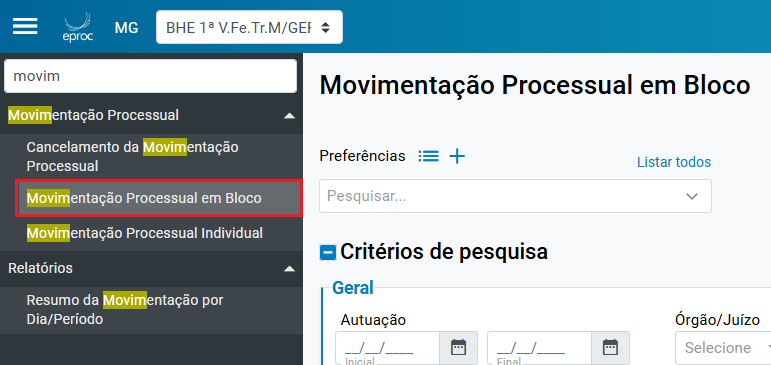 eproc
MG
BHE 1ª V.Fe.Tr.M/GEF
movim
Movimentação Processual
Cancelamento da Movimentação
Processual
Movimentação Processual em Bloco
Movimentação Processual Individual
Relatórios
Resumo da Movimentação por
Dia/Período
Movimentação Processual em Bloco
Preferências
Listar todos
Pesquisar...
Critérios de pesquisa
Geral
Autuação
Órgão/Juízo
__/__/____
__/__/____
Selecione
Inicial
Final